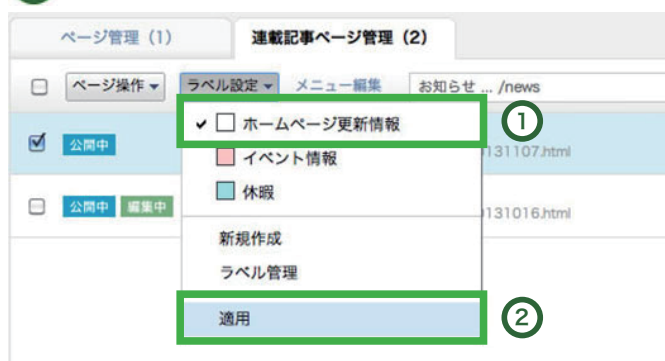 ページ管理 (1)
連載記事ページ管理 (2)
ページ操作
ラベル設定
メニュー編集
お知らせ ... /news
ホームページ更新情報
1
公開中
131107.html
イベント情報
休暇
公開中
編集中
131016.html
新規作成
ラベル管理
適用
2